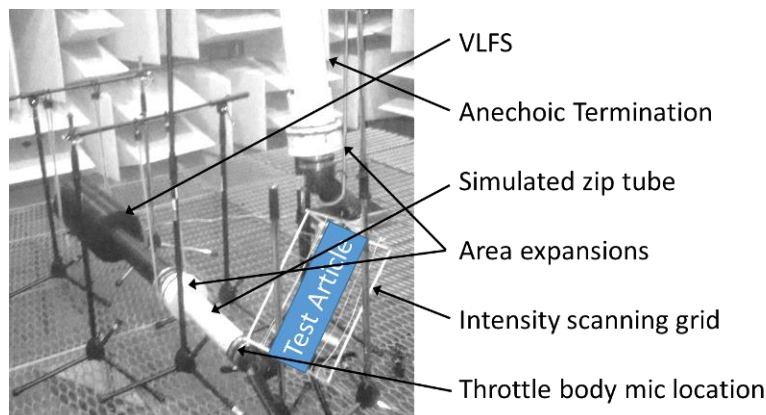 VLFS
Anechoic Termination
Simulated zip tube
Area expansions
Test Article
Intensity scanning grid
Throttle body mic location